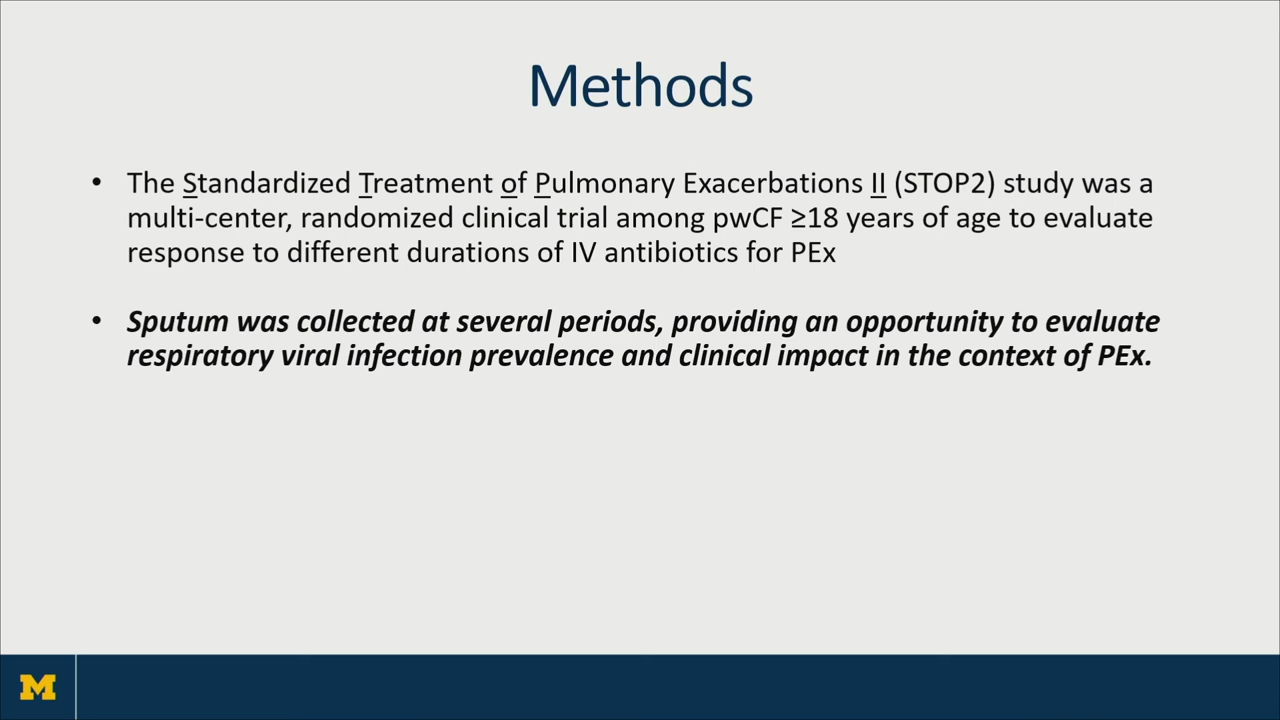 Methods
• The Standardized Treatment of Pulmonary Exacerbations II (STOP2) study was a
multi-center, randomized clinical trial among pwCF ≥18 years of age to evaluate
response to different durations of IV antibiotics for PEx
• Sputum was collected at several periods, providing an opportunity to evaluate
respiratory viral infection prevalence and clinical impact in the context of PEx.
M